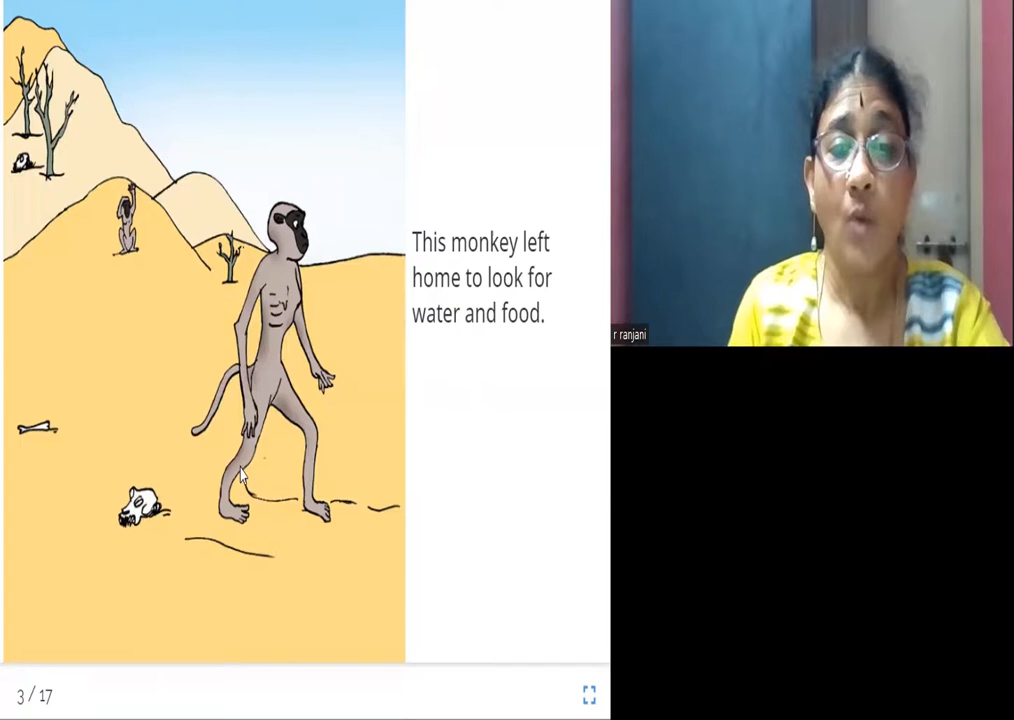 This monkey left
home to look for
water and food.
r ranjani
3 / 17